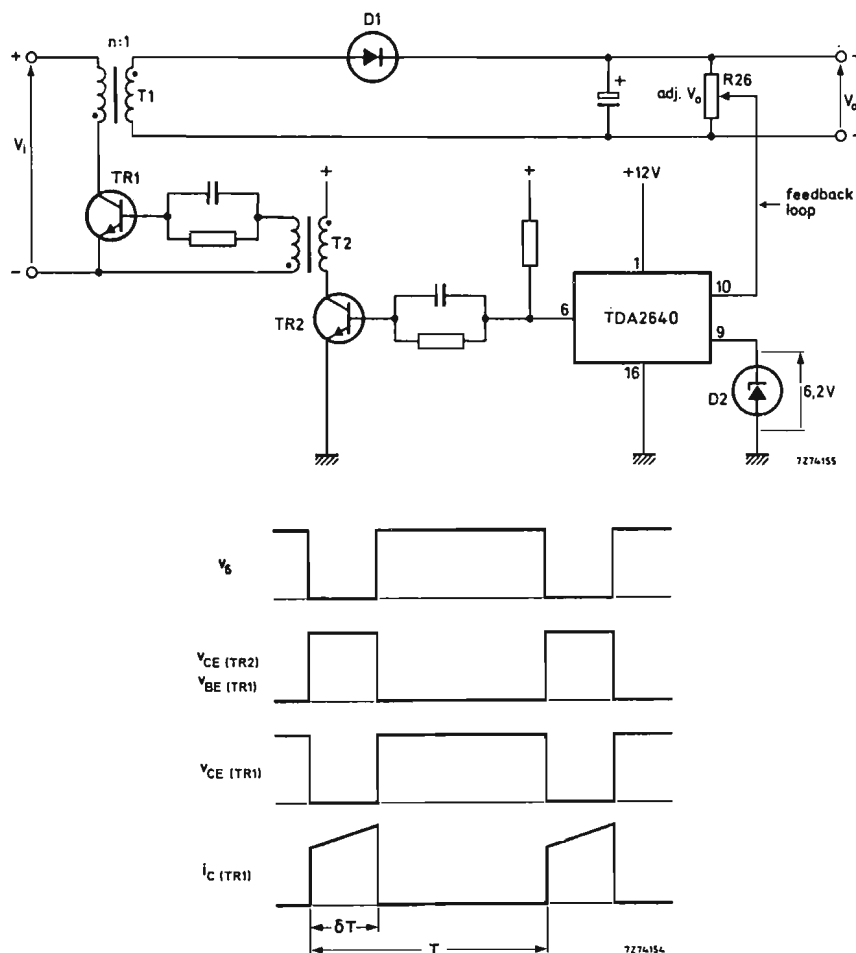 D1
n:1
+
T1
+
R26
adj. Vo
Vi
Vo
TR1
+
+
+12V
feedback
loop
T2
1
10
TR2
6
TDA2640
9
16
D2
6,2V
7Z74155
v6
vCE (TR2)
vBE (TR1)
vCE (TR1)
iC (TR1)
δT
T
7Z74154